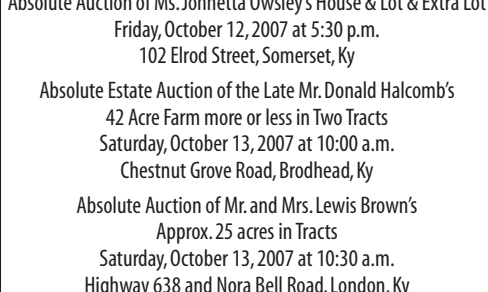 Absolute Auction of Ms. Johnetta Owsley's House & Lot & Extra Lot
Friday, October 12, 2007 at 5:30 p.m.
102 Elrod Street, Somerset, Ky
Absolute Estate Auction of the Late Mr. Donald Halcomb's
42 Acre Farm more or less in Two Tracts
Saturday, October 13, 2007 at 10:00 a.m.
Chestnut Grove Road, Brodhead, Ky
Absolute Auction of Mr. and Mrs. Lewis Brown's
Approx. 25 acres in Tracts
Saturday, October 13, 2007 at 10:30 a.m.
Highway 638 and Nora Bell Road, London, Ky